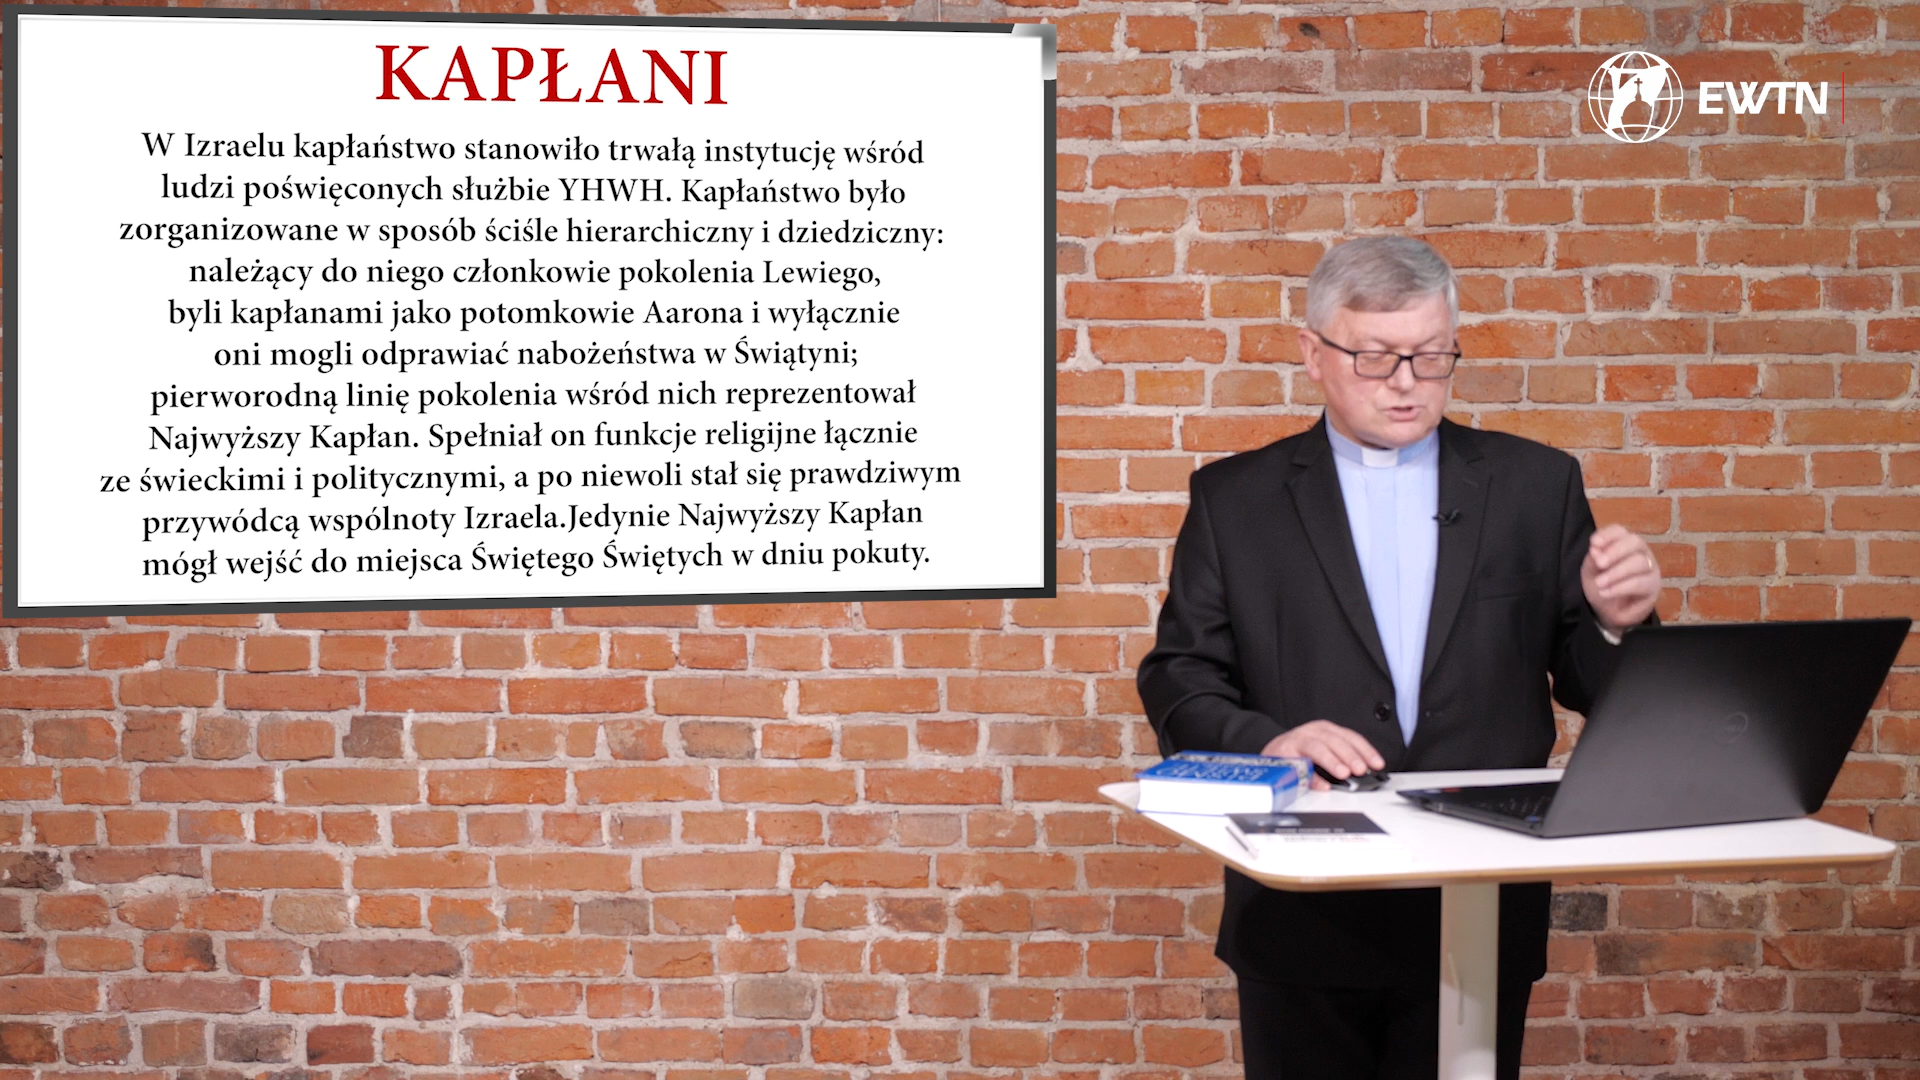 KAPŁANI
W Izraelu kapłaństwo stanowiło trwałą instytucję wśród
ludzi poświęconych służbie YHWH. Kapłaństwo było
zorganizowane w sposób ściśle hierarchiczny i dziedziczny:
należący do niego członkowie pokolenia Lewiego,
byli kapłanami jako potomkowie Aarona i wyłącznie
oni mogli odprawiać nabożeństwa w Świątyni;
pierworodną linię pokolenia wśród nich reprezentował
Najwyższy Kapłan. Spełniał on funkcje religijne łącznie
ze świeckimi i politycznymi, a po niewoli stał się prawdziwym
przywódcą wspólnoty Izraela.Jedynie Najwyższy Kapłan
mógł wejść do miejsca Świętego Świętych w dniu pokuty.
EWTN